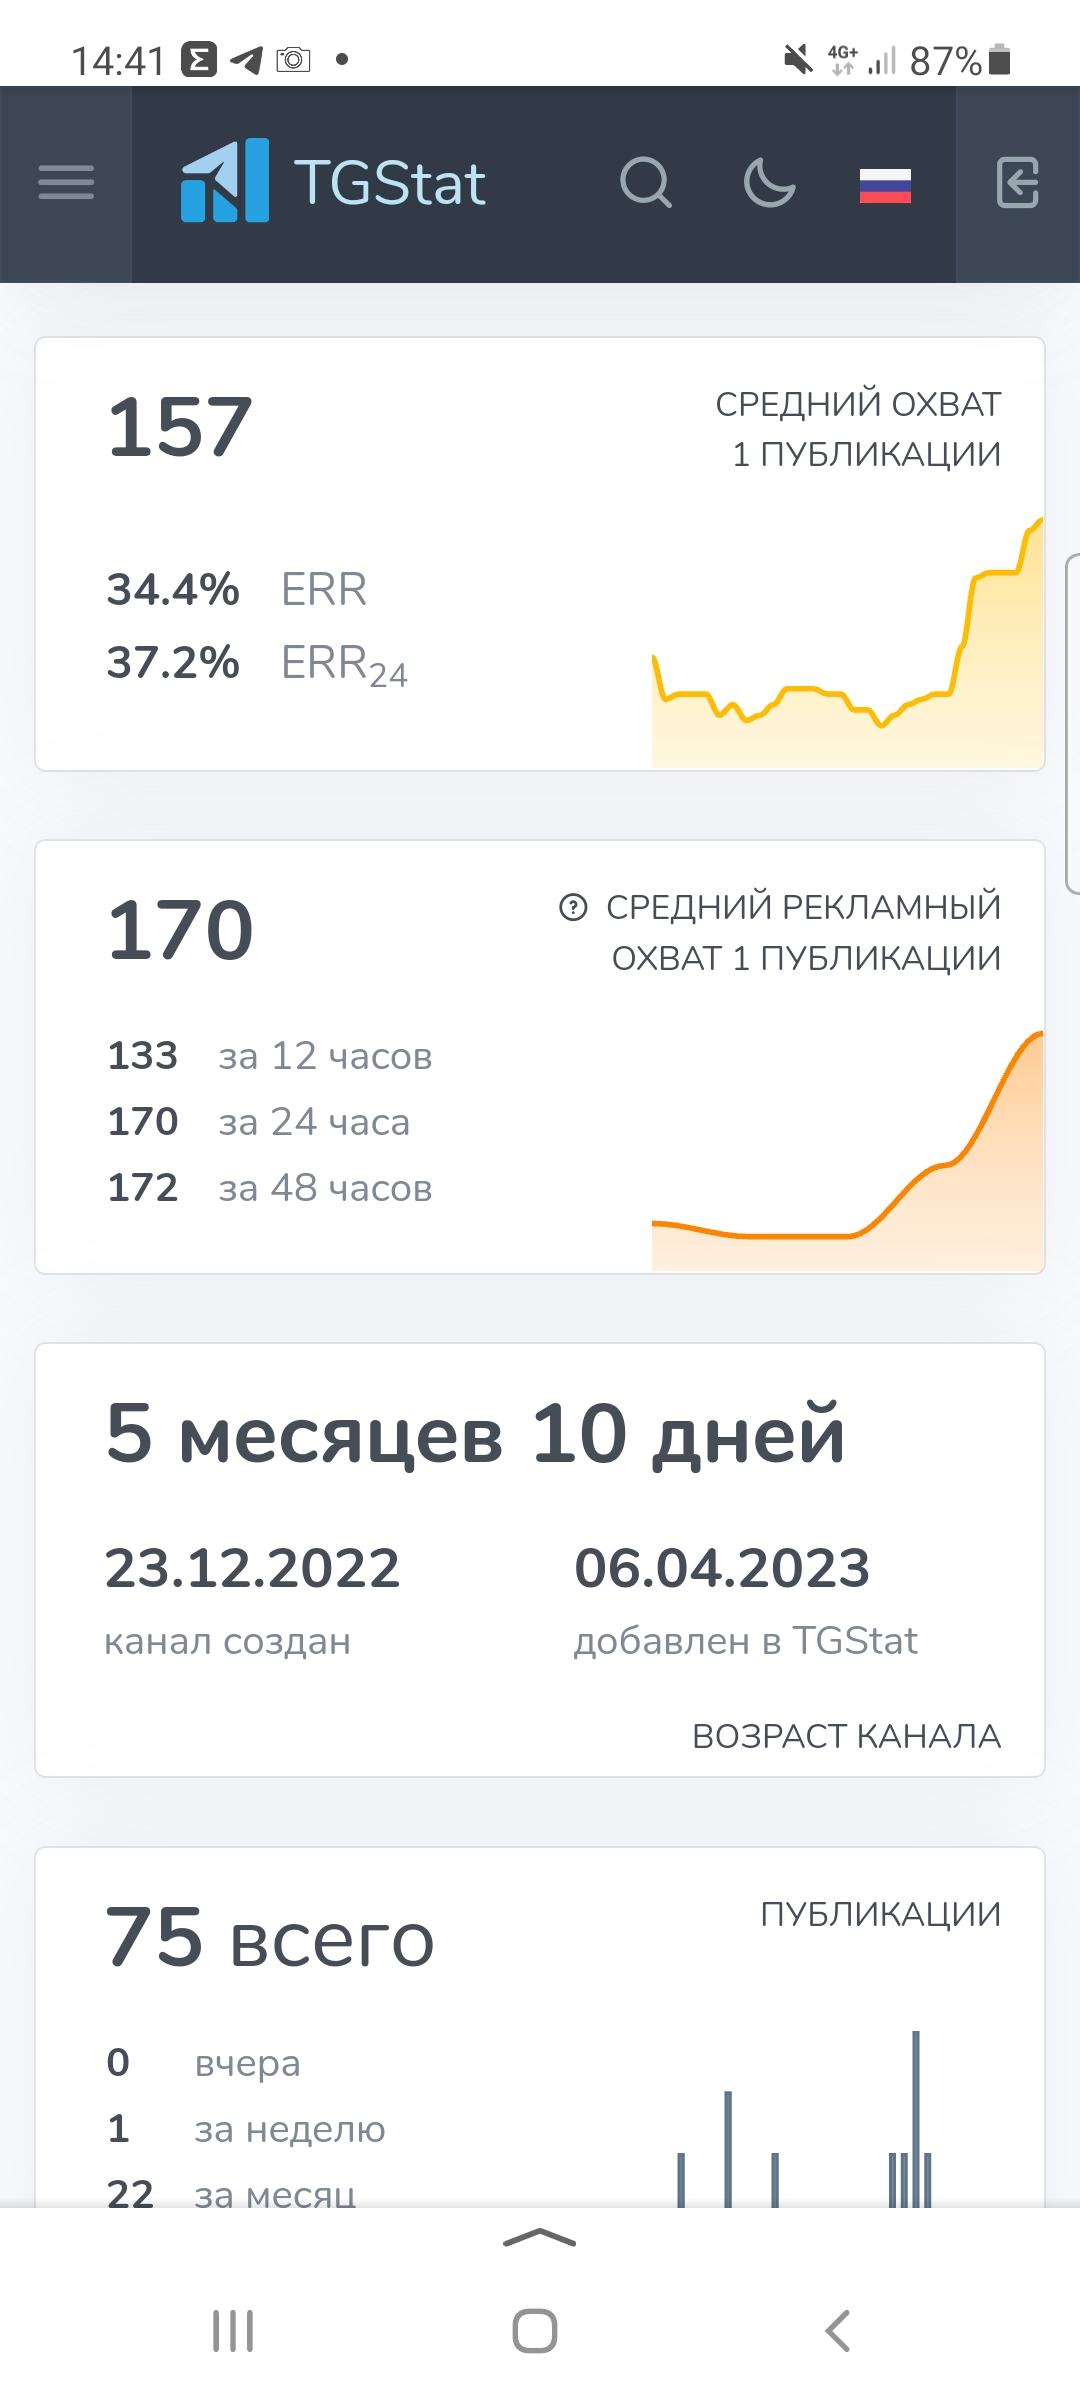 14:41
4G+
87%
TGStat
157
СРЕДНИЙ ОХВАТ
1 ПУБЛИКАЦИИ
34.4% ERR
37.2% ERR24
170
СРЕДНИЙ РЕКЛАМНЫЙ
ОХВАТ 1 ПУБЛИКАЦИИ
133 за 12 часов
170 за 24 часа
172 за 48 часов
5 месяцев 10 дней
23.12.2022 06.04.2023
канал создан добавлен в TGStat
ВОЗРАСТ КАНАЛА
75 всего
ПУБЛИКАЦИИ
0 вчера
1 за неделю
22 за месяц